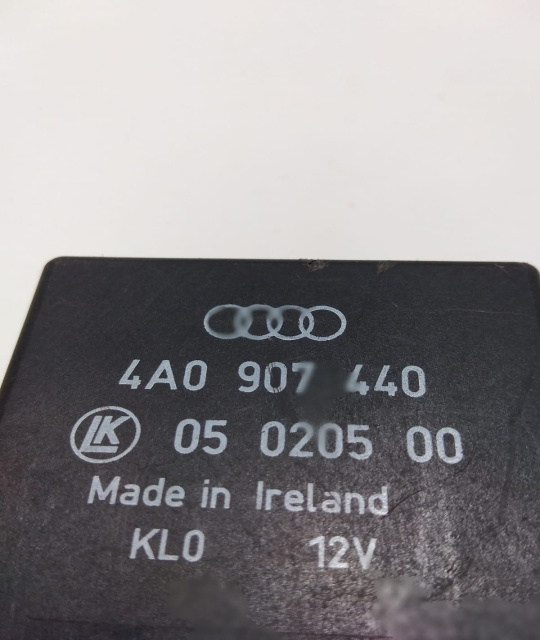 4A0 907 440
LK 05 0205 00
Made in Ireland
KL0 12V